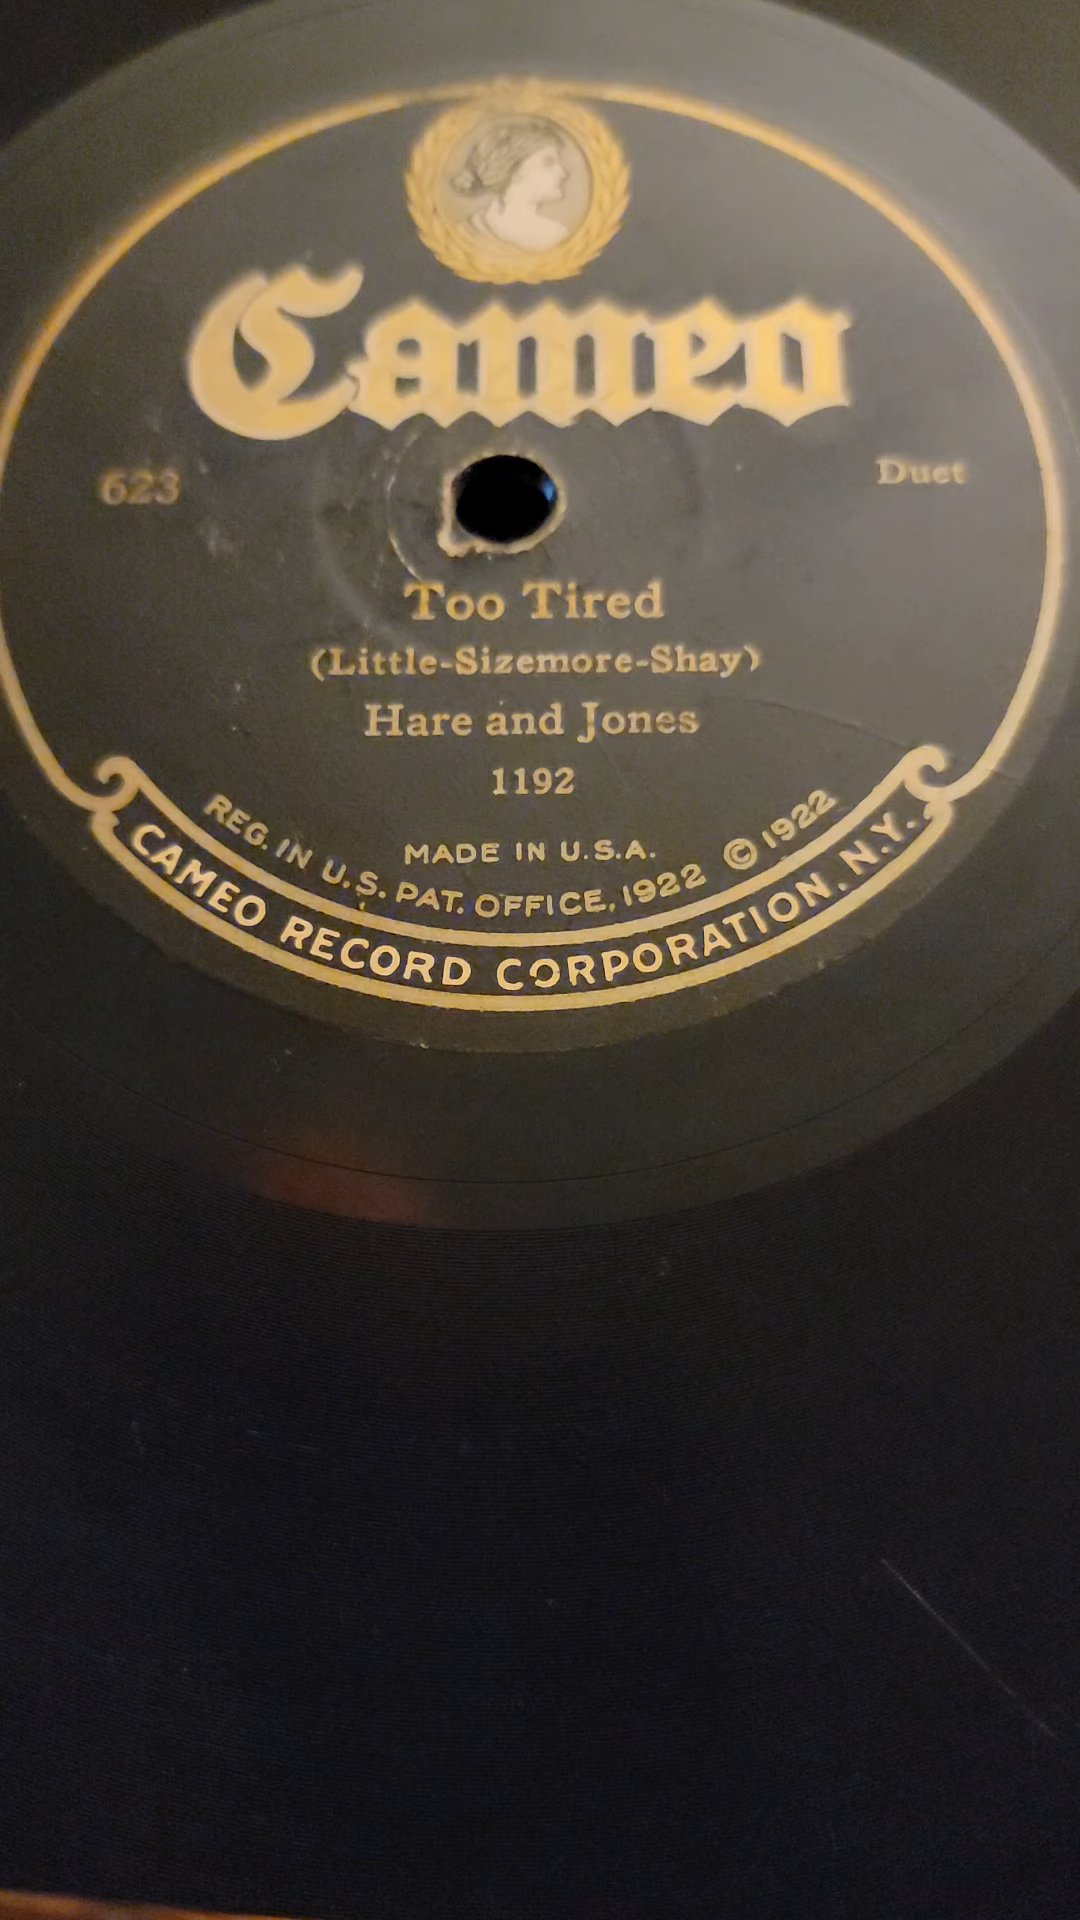 Cameo
623
Duet
Too Tired
(Little-Sizemore-Shay)
Hare and Jones
1192
MADE IN U.S.A.
REG. IN U.S. PAT. OFFICE, 1922 © 1922
CAMEO RECORD CORPORATION, N.Y.